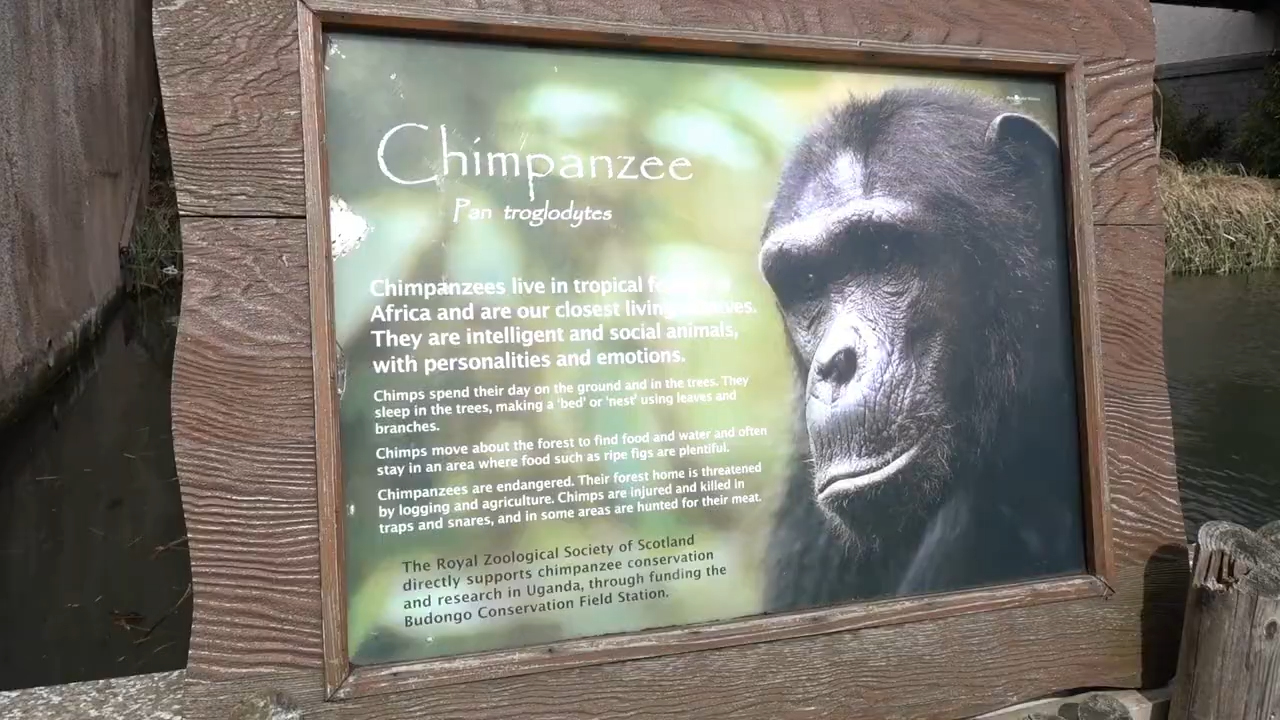 Chimpanzee
Pan troglodytes
Chimpanzees live in tropical
Africa and are our closest living
They are intelligent and social animals,
with personalities and emotions.
Chimps spend their day on the ground and in the trees. They
sleep in the trees, making a 'bed' or 'nest' using leaves and
branches.
Chimps move about the forest to find food and water and often
stay in an area where food such as ripe figs are plentiful.
Chimpanzees are endangered. Their forest home is threatened
by logging and agriculture. Chimps are injured and killed in
traps and snares, and in some areas are hunted for their meat.
The Royal Zoological Society of Scotland
directly supports chimpanzee conservation
and research in Uganda, through funding the
Budongo Conservation Field Station.